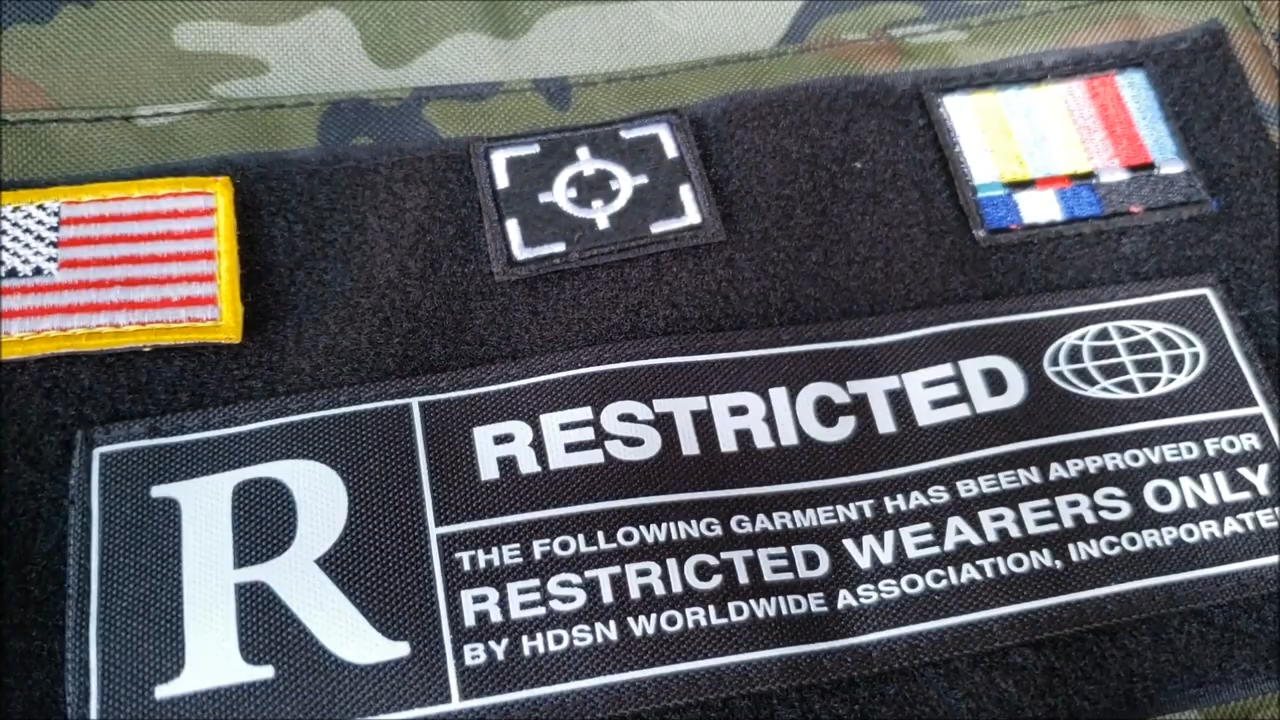 R
RESTRICTED
THE FOLLOWING GARMENT HAS BEEN APPROVED FOR
RESTRICTED WEARERS ONLY
BY HDSN WORLDWIDE ASSOCIATION, INCORPORATE